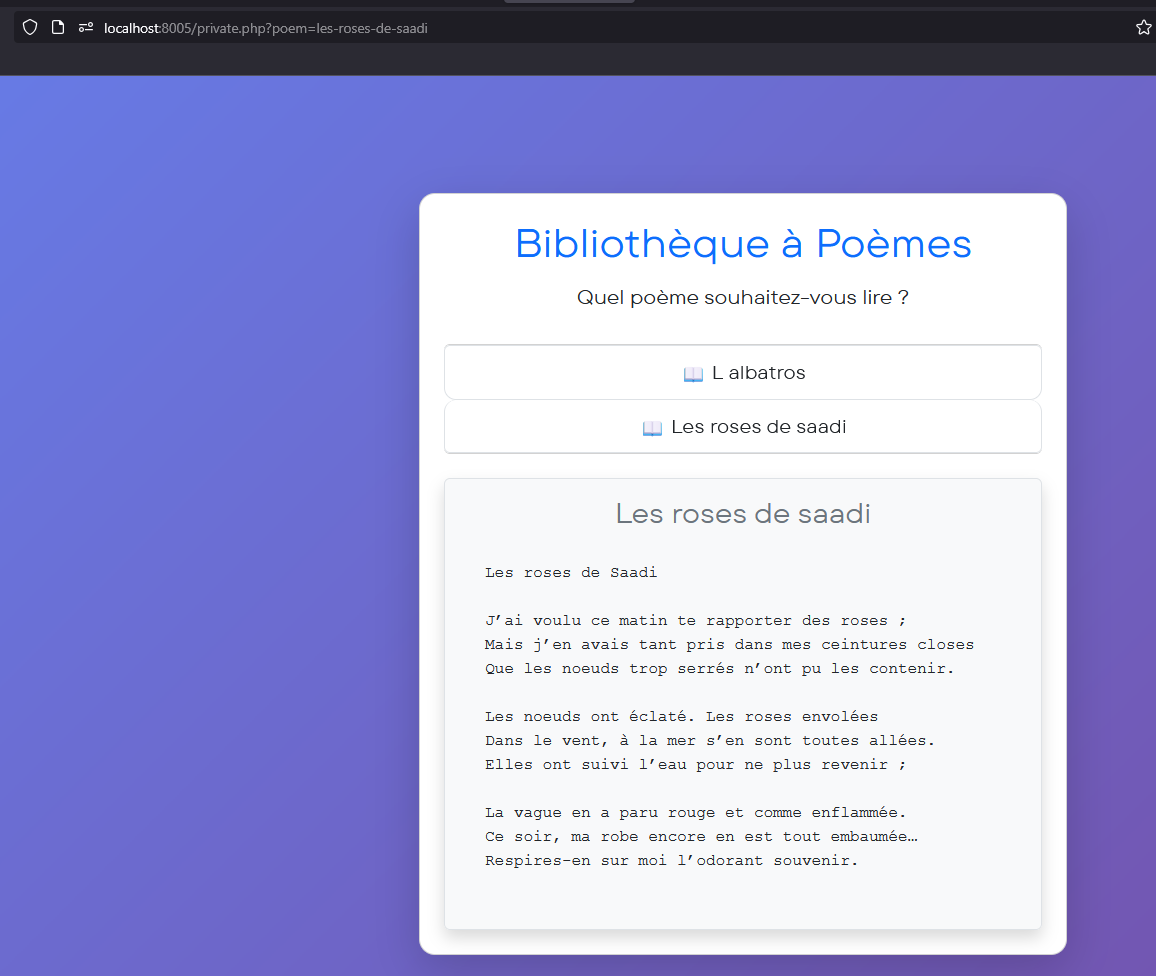 localhost:8005/private.php?poem=les-roses-de-saadi
Bibliothèque à Poèmes
Quel poème souhaitez-vous lire ?
📖 L albatros
📖 Les roses de saadi
Les roses de saadi
Les roses de Saadi
J’ai voulu ce matin te rapporter des roses ;
Mais j’en avais tant pris dans mes ceintures closes
Que les noeuds trop serrés n’ont pu les contenir.
Les noeuds ont éclaté. Les roses envolées
Dans le vent, à la mer s’en sont toutes allées.
Elles ont suivi l’eau pour ne plus revenir ;
La vague en a paru rouge et comme enflammée.
Ce soir, ma robe encore en est tout embaumée…
Respires-en sur moi l’odorant souvenir.